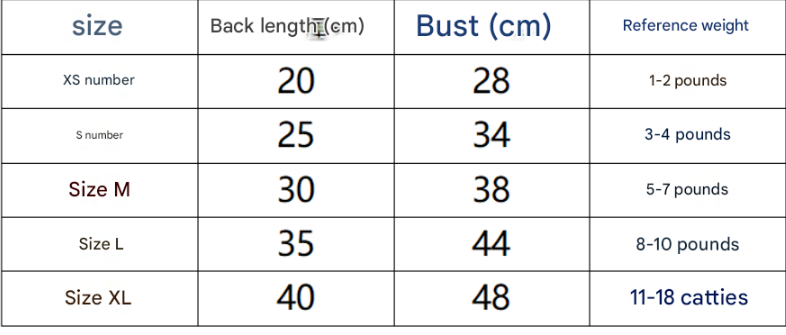 size Back length (cm) Bust (cm) Reference weight
XS number 20 28 1-2 pounds
S number 25 34 3-4 pounds
Size M 30 38 5-7 pounds
Size L 35 44 8-10 pounds
Size XL 40 48 11-18 catties